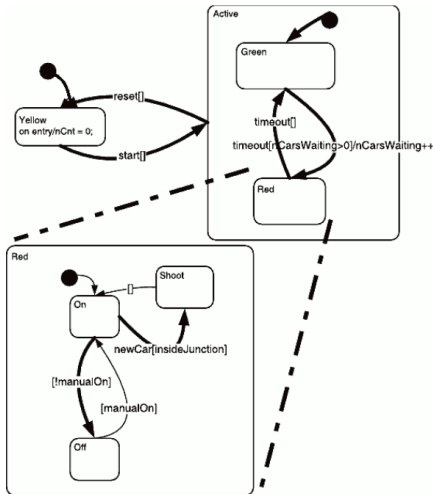 Active
Green
reset[]
Yellow
on entry/nCnt = 0;
start[]
timeout[]
timeout[nCarsWaiting>0]/nCarsWaiting++
Red
Red
Shoot
[]
On
newCar[insideJunction]
[!manualOn]
[manualOn]
Off